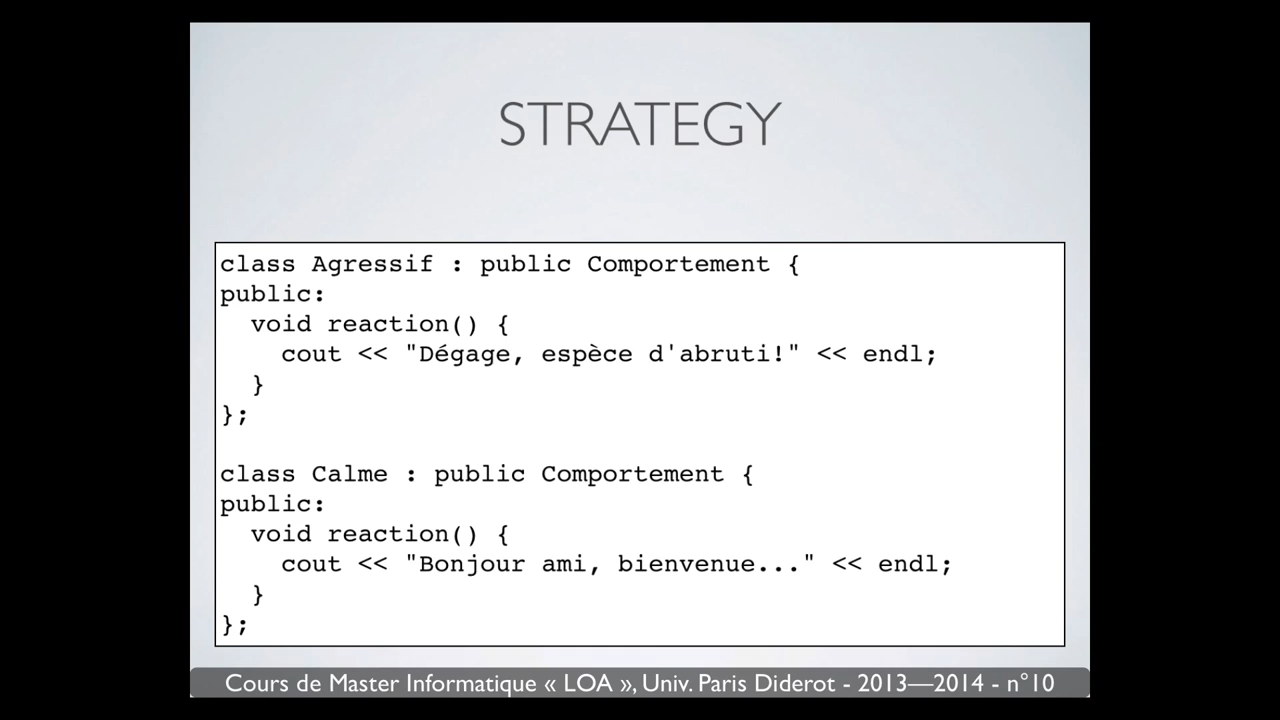 STRATEGY
class Agressif : public Comportement {
public:
  void reaction() {
    cout << "Dégage, espèce d'abruti!" << endl;
  }
};

class Calme : public Comportement {
public:
  void reaction() {
    cout << "Bonjour ami, bienvenue..." << endl;
  }
};
Cours de Master Informatique « LOA », Univ. Paris Diderot - 2013—2014 - n°10